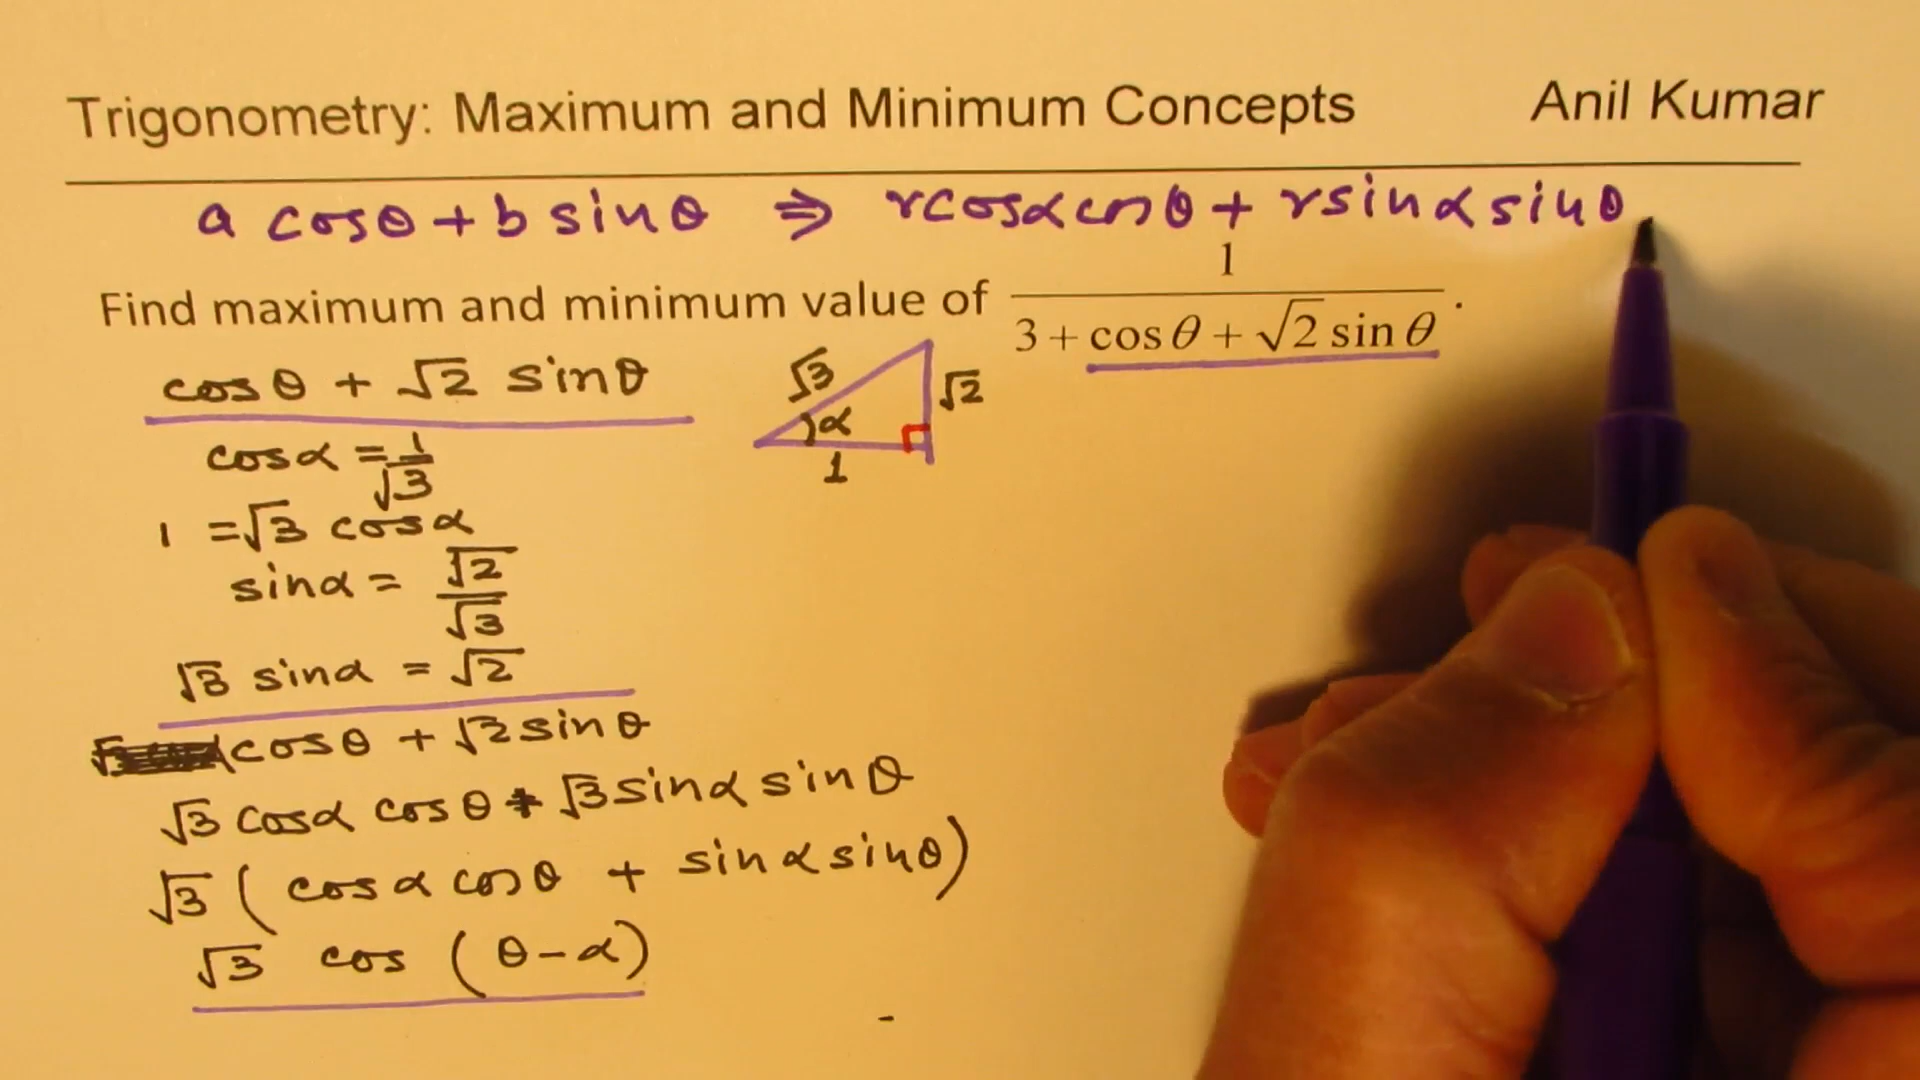 Trigonometry: Maximum and Minimum Concepts Anil Kumar
a cosθ + b sinθ ⇒ rcosα cosθ + rsinα sinθ
Find maximum and minimum value of 1 / (3 + cos θ + √2 sin θ) .
cosθ + √2 sinθ
√3 α √2 1
cosα = 1/√3
1 = √3 cosα
sinα = √2/√3
√3 sinα = √2
cosθ + √2 sinθ
√3 cosα cosθ + √3 sinα sinθ
√3 ( cosα cosθ + sinα sinθ)
√3 cos ( θ-α)